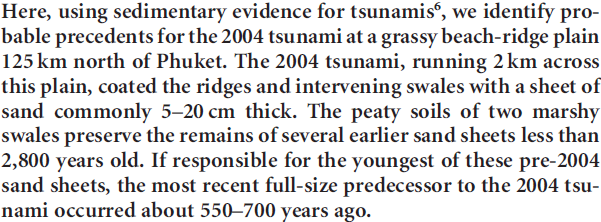 Here, using sedimentary evidence for tsunamis⁶, we identify pro-
bable precedents for the 2004 tsunami at a grassy beach-ridge plain
125 km north of Phuket. The 2004 tsunami, running 2 km across
this plain, coated the ridges and intervening swales with a sheet of
sand commonly 5–20 cm thick. The peaty soils of two marshy
swales preserve the remains of several earlier sand sheets less than
2,800 years old. If responsible for the youngest of these pre-2004
sand sheets, the most recent full-size predecessor to the 2004 tsu-
nami occurred about 550–700 years ago.